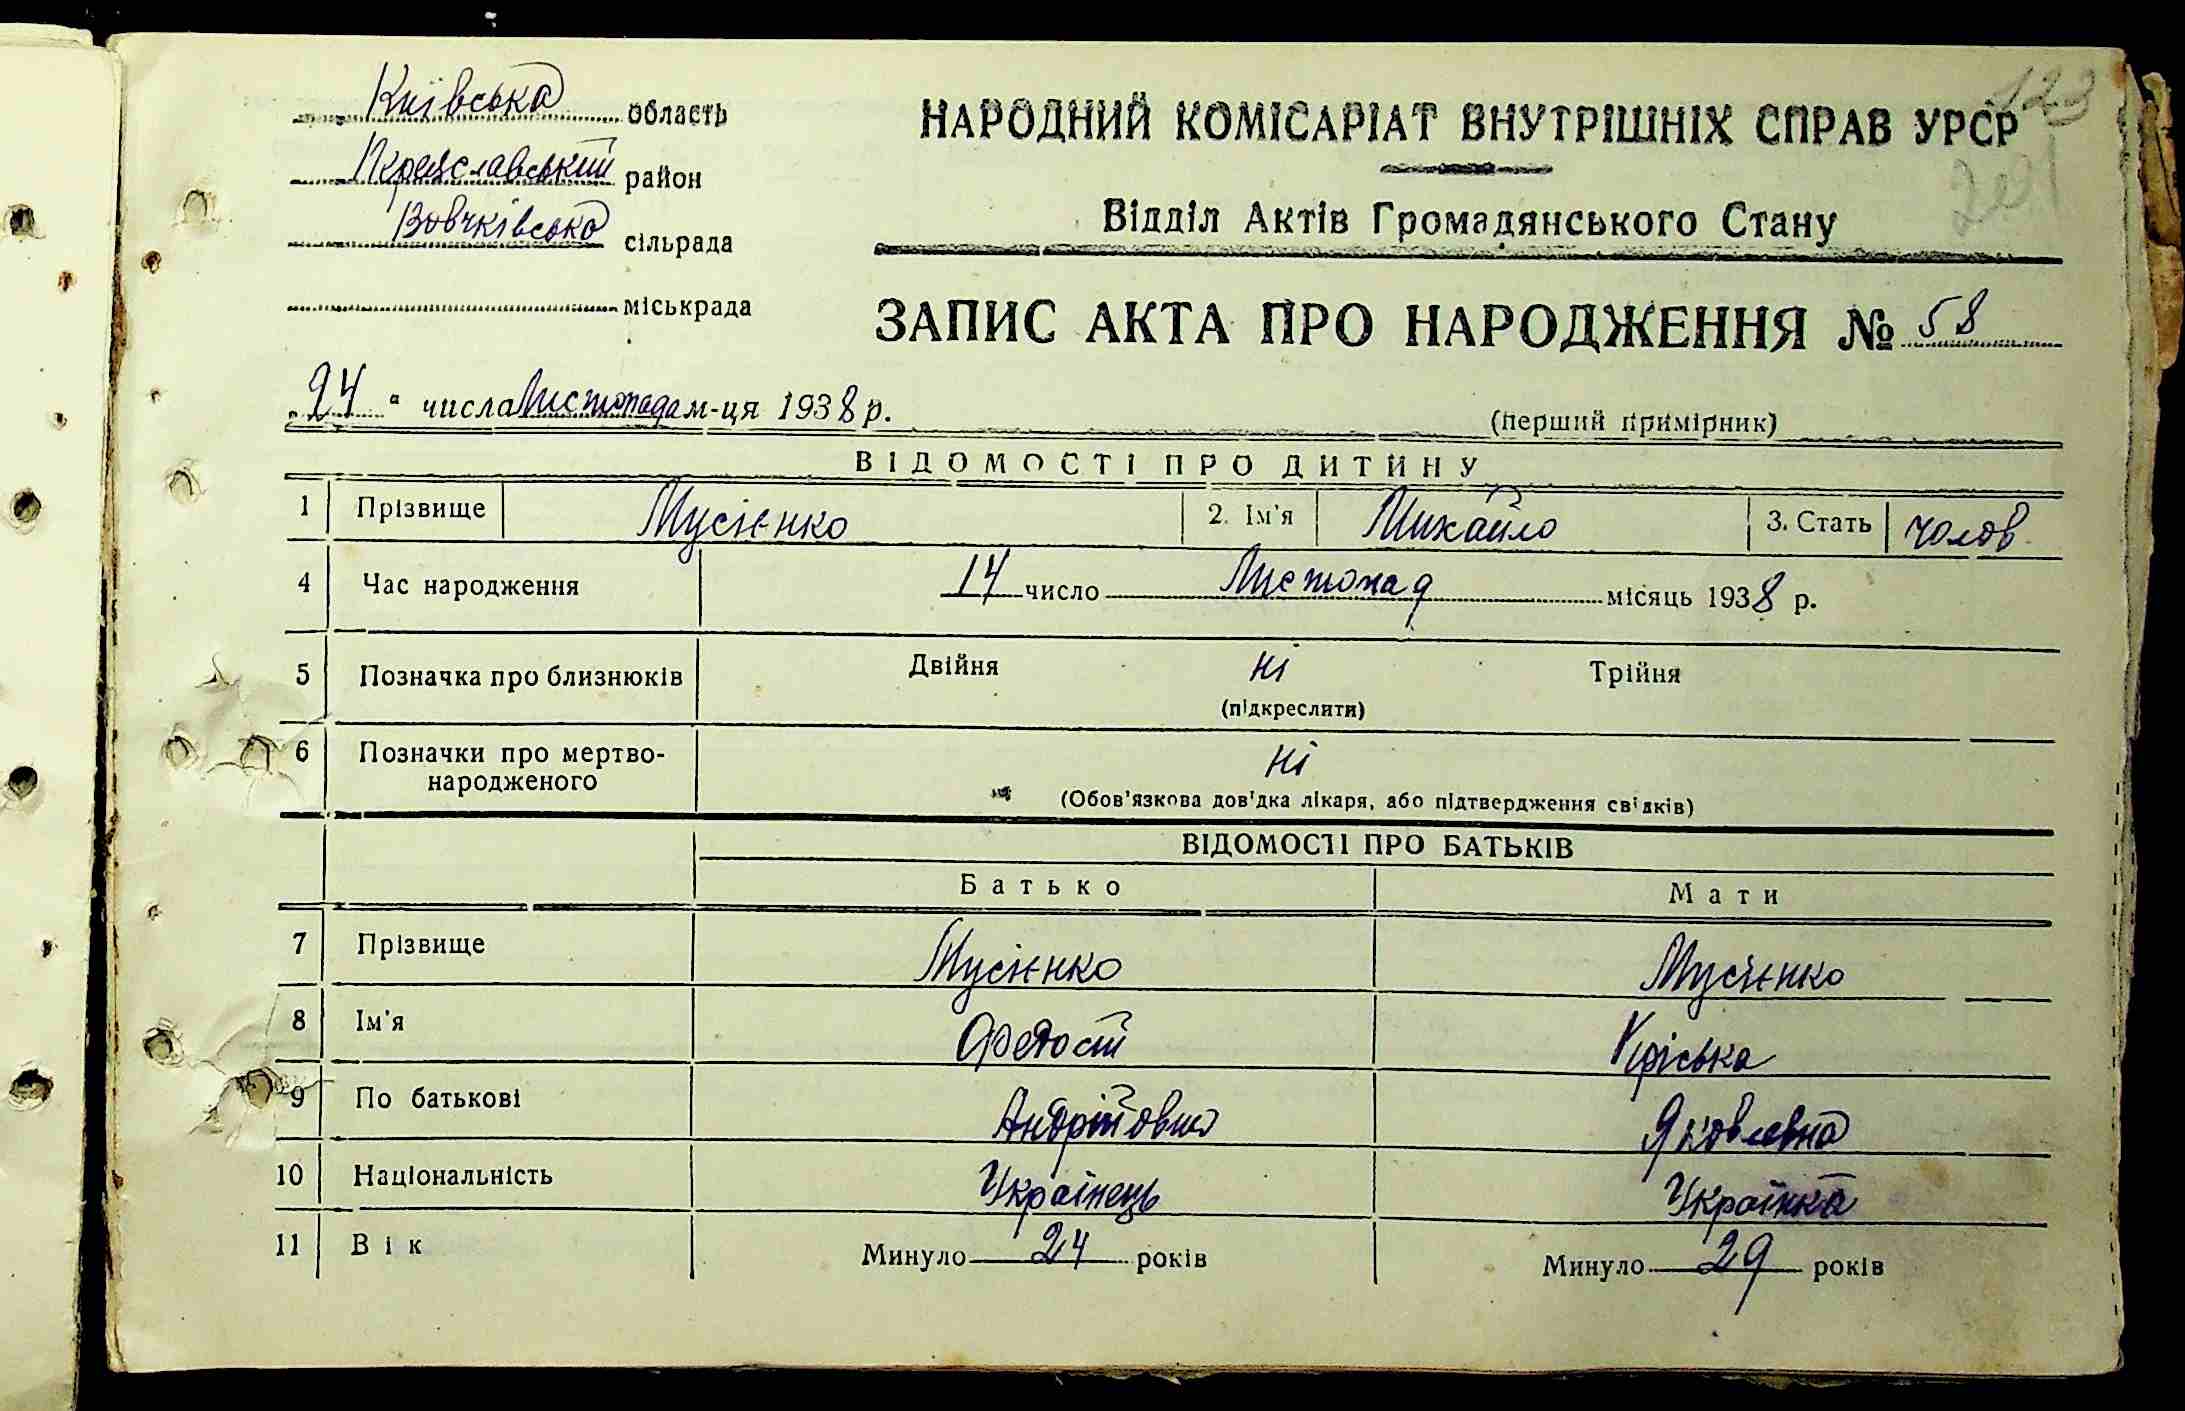 Київська область
Переяславський район
Вовчківська сільрада
міськрада
123
201
НАРОДНИЙ КОМІСАРІАТ ВНУТРІШНІХ СПРАВ УРСР
Відділ Актів Громадянського Стану
ЗАПИС АКТА ПРО НАРОДЖЕННЯ № 58
„24" числа Листопада м-ця 1938 р.
(перший примірник)
ВІДОМОСТІ ПРО ДИТИНУ
1 Прізвище Мусієнко 2. Ім'я Михайло 3. Стать чолов
4 Час народження 14 число Листопад місяць 1938 р.
5 Позначка про близнюків Двійня ні Трійня
(підкреслити)
6 Позначки про мертво-
народженого ні
(Обов'язкова довідка лікаря, або підтвердження свідків)
ВІДОМОСТІ ПРО БАТЬКІВ
Батько Мати
7 Прізвище Мусієнко Мусієнко
8 Ім'я Федост
9 По батькові Яковлевна
10 Національність Українець Українка
11 Вік Минуло 24 років Минуло 29 років